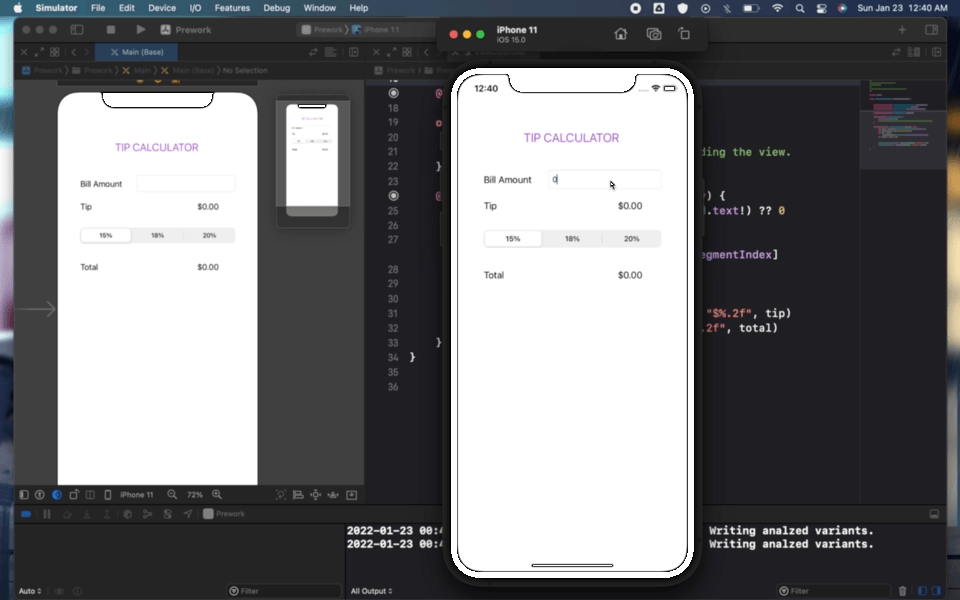 Simulator File Edit Device I/O Features Debug Window Help Sun Jan 23 12:40 AM
Prework Prework iPhone 11
iPhone 11
iOS 15.0
Main (Base)
Prework Prework Main Main (Base) No Selection
Prework
TIP CALCULATOR
Bill Amount
Tip $0.00
15% 18% 20%
Total $0.00
18
19
20
21 ding the view.
22 }
23
) {
25 .text!) ?? 0
26
27
egmentIndex]
28
29
30
31 "$%.2f", tip)
32 .2f", total)
33 }
34 }
35
36
12:40
TIP CALCULATOR
Bill Amount 0
Tip $0.00
15% 18% 20%
Total $0.00
iPhone 11 72%
Prework
2022-01-23 00:4 Writing analzed variants.
2022-01-23 00:4 Writing analzed variants.
Auto Filter All Output Filter